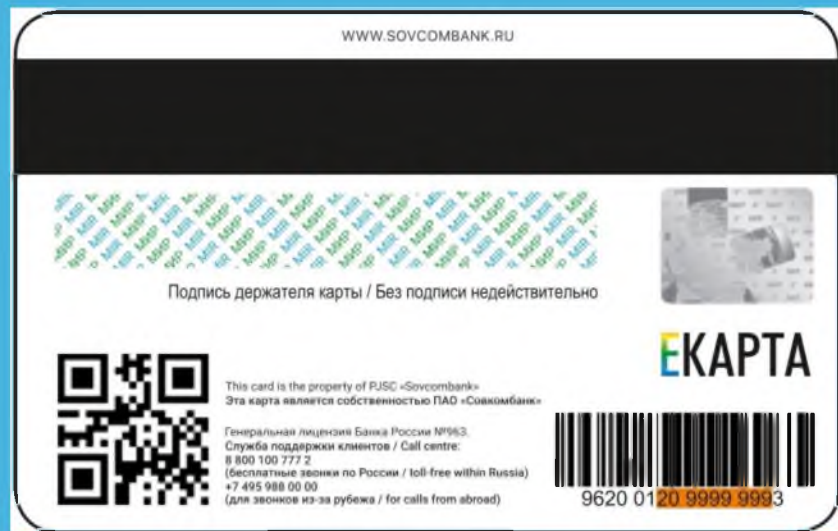 WWW.SOVCOMBANK.RU
Подпись держателя карты / Без подписи недействительно
ЕКАРТА
This card is the property of PJSC «Sovcombank»
Эта карта является собственностью ПАО «Совкомбанк»
Генеральная лицензия Банка России №963.
Служба поддержки клиентов / Call centre:
8 800 100 777 2
(бесплатные звонки по России / toll-free within Russia)
+7 495 988 00 00
(для звонков из-за рубежа / for calls from abroad)
9620 0120 9999 9993